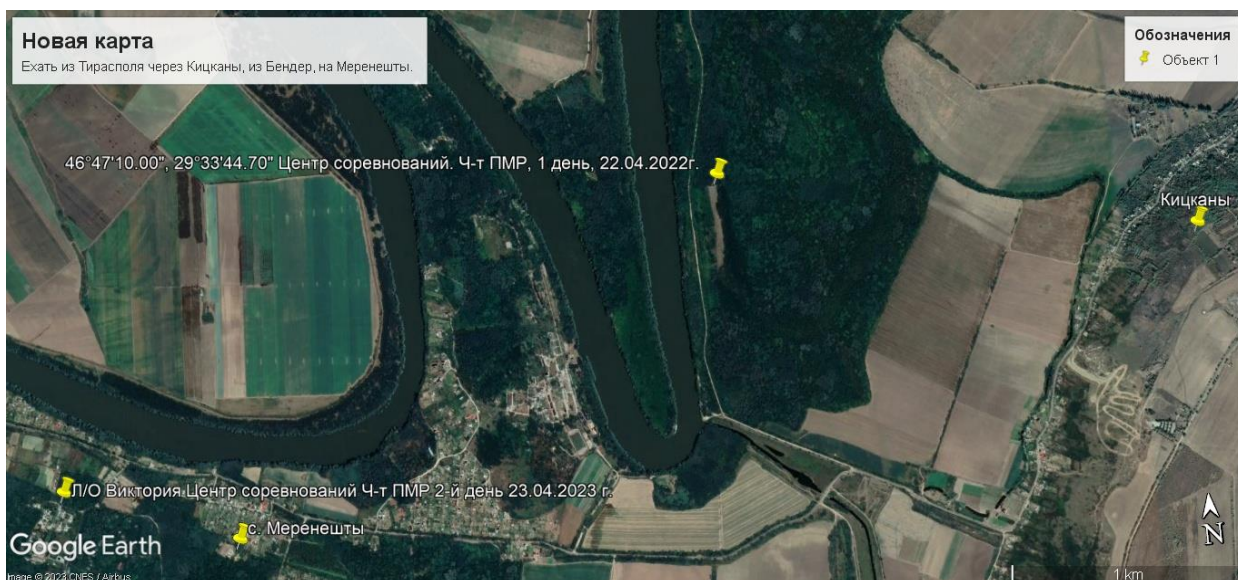 Новая карта
Ехать из Тирасполя через Кицканы, из Бендер, на Меренешты.
Обозначения
Объект 1
46°47'10.00", 29°33'44.70" Центр соревнований. Ч-т ПМР, 1 день, 22.04.2022г.
Кицканы
Л/О Виктория Центр соревнований Ч-т ПМР 2-й день 23.04.2023 г.
с. Меренешты
Google Earth
N
Image © 2023 CNES / Airbus
1 km